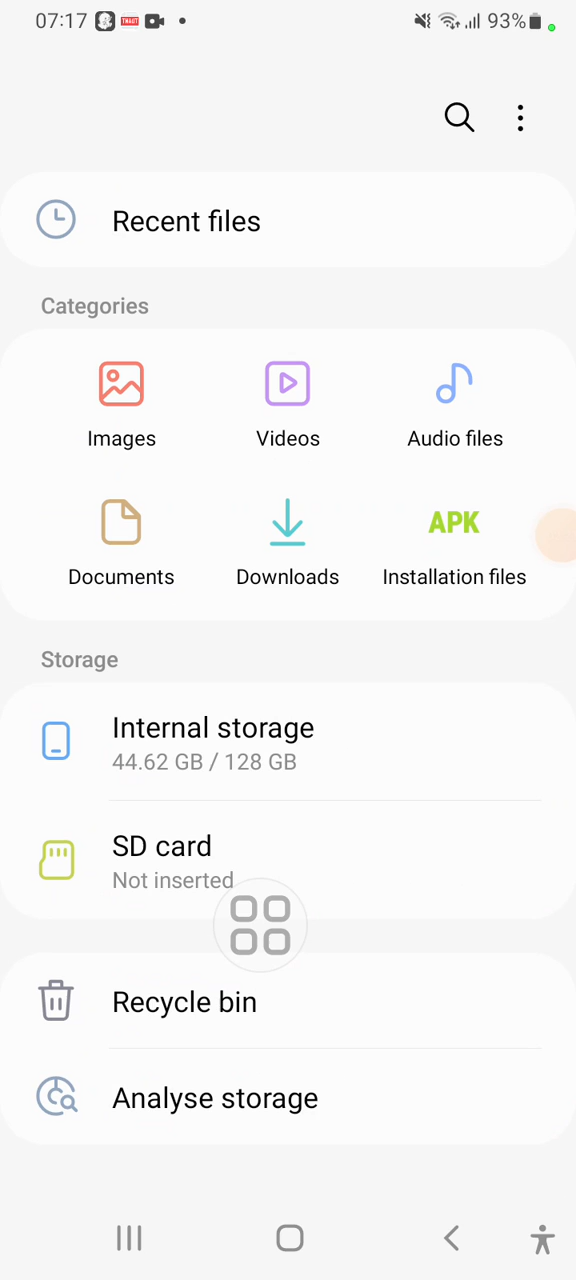 07:17 93%
Recent files
Categories
Images Videos Audio files
APK
Documents Downloads Installation files
Storage
Internal storage
44.62 GB / 128 GB
SD card
Not inserted
Recycle bin
Analyse storage